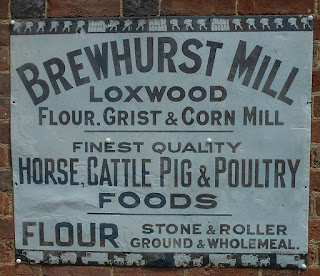 BREWHURST MILL
LOXWOOD
FLOUR. GRIST & CORN MILL
FINEST QUALITY
HORSE, CATTLE PIG & POULTRY
FOODS
FLOUR STONE & ROLLER
GROUND & WHOLEMEAL.